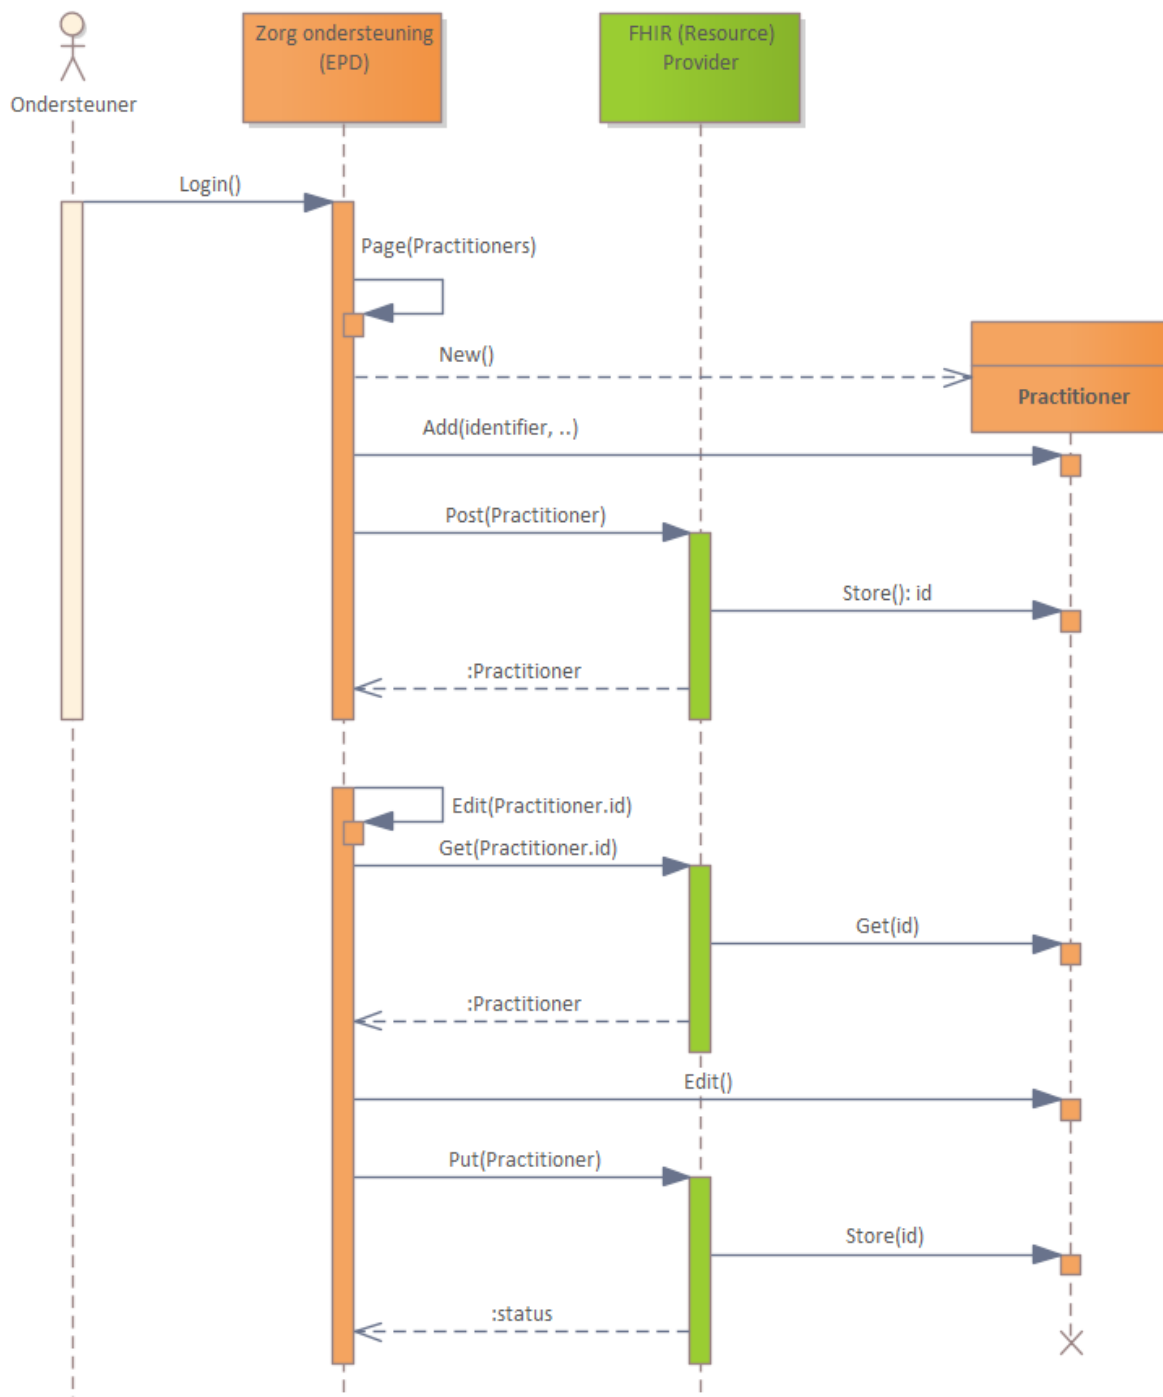 Zorg ondersteuning
(EPD)
FHIR (Resource)
Provider
Ondersteuner
Login()
Page(Practitioners)
New()
Practitioner
Add(identifier, ..)
Post(Practitioner)
Store(): id
:Practitioner
Edit(Practitioner.id)
Get(Practitioner.id)
Get(id)
:Practitioner
Edit()
Put(Practitioner)
Store(id)
:status